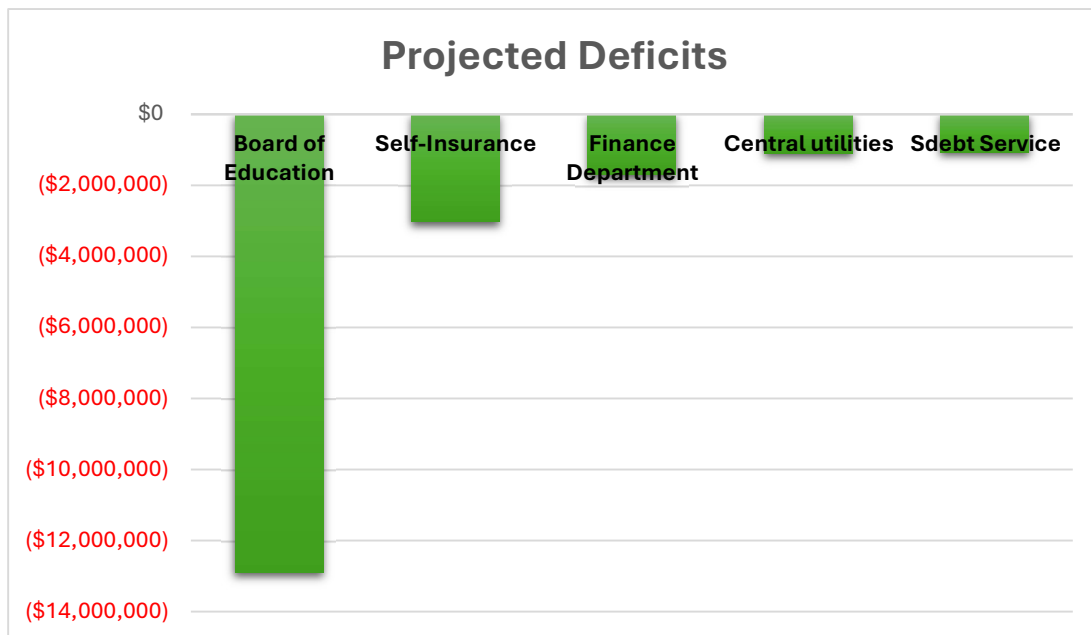 Projected Deficits
$0
Board of Education
Self-Insurance
Finance Department
Central utilities
Sdebt Service
($2,000,000)
($4,000,000)
($6,000,000)
($8,000,000)
($10,000,000)
($12,000,000)
($14,000,000)